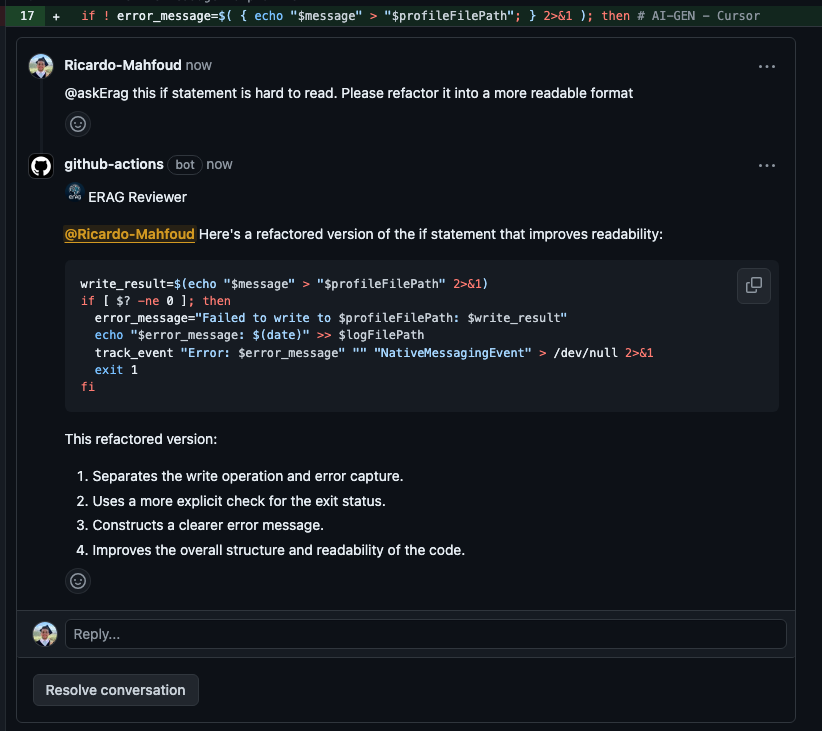 17 + if ! error_message=$( { echo "$message" > "$profileFilePath"; } 2>&1 ); then # AI-GEN - Cursor
Ricardo-Mahfoud now
@askErag this if statement is hard to read. Please refactor it into a more readable format
github-actions bot now
erag ERAG Reviewer
@Ricardo-Mahfoud Here's a refactored version of the if statement that improves readability:
write_result=$(echo "$message" > "$profileFilePath" 2>&1)
if [ $? -ne 0 ]; then
  error_message="Failed to write to $profileFilePath: $write_result"
  echo "$error_message: $(date)" >> $logFilePath
  track_event "Error: $error_message" "" "NativeMessagingEvent" > /dev/null 2>&1
  exit 1
fi
This refactored version:
1. Separates the write operation and error capture.
2. Uses a more explicit check for the exit status.
3. Constructs a clearer error message.
4. Improves the overall structure and readability of the code.
Reply...
Resolve conversation